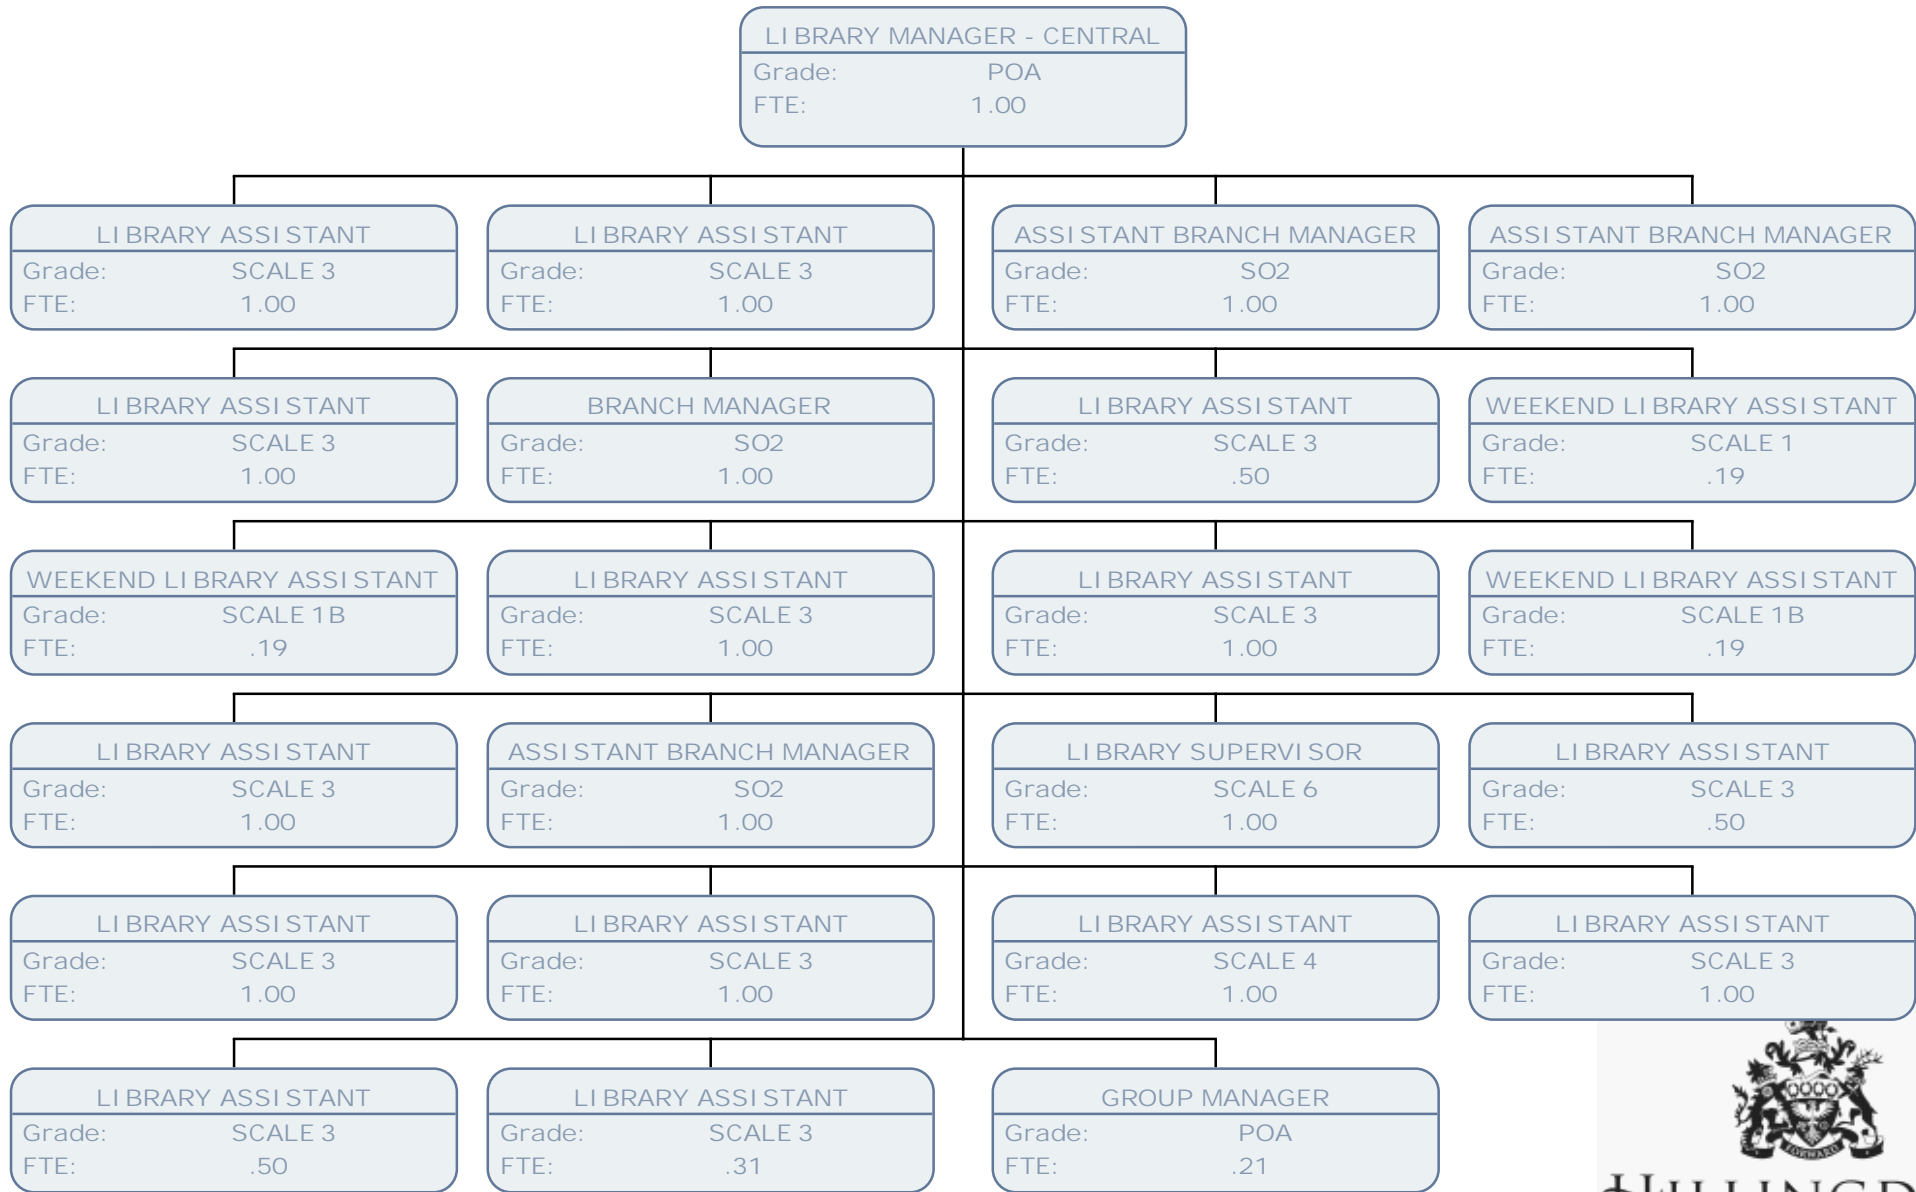 LIBRARY MANAGER - CENTRAL
Grade: POA
FTE: 1.00
LIBRARY ASSISTANT
Grade: SCALE 3
FTE: 1.00
LIBRARY ASSISTANT
Grade: SCALE 3
FTE: 1.00
ASSISTANT BRANCH MANAGER
Grade: SO2
FTE: 1.00
ASSISTANT BRANCH MANAGER
Grade: SO2
FTE: 1.00
LIBRARY ASSISTANT
Grade: SCALE 3
FTE: 1.00
BRANCH MANAGER
Grade: SO2
FTE: 1.00
LIBRARY ASSISTANT
Grade: SCALE 3
FTE: .50
WEEKEND LIBRARY ASSISTANT
Grade: SCALE 1
FTE: .19
WEEKEND LIBRARY ASSISTANT
Grade: SCALE 1B
FTE: .19
LIBRARY ASSISTANT
Grade: SCALE 3
FTE: 1.00
LIBRARY ASSISTANT
Grade: SCALE 3
FTE: 1.00
WEEKEND LIBRARY ASSISTANT
Grade: SCALE 1B
FTE: .19
LIBRARY ASSISTANT
Grade: SCALE 3
FTE: 1.00
ASSISTANT BRANCH MANAGER
Grade: SO2
FTE: 1.00
LIBRARY SUPERVISOR
Grade: SCALE 6
FTE: 1.00
LIBRARY ASSISTANT
Grade: SCALE 3
FTE: .50
LIBRARY ASSISTANT
Grade: SCALE 3
FTE: 1.00
LIBRARY ASSISTANT
Grade: SCALE 3
FTE: 1.00
LIBRARY ASSISTANT
Grade: SCALE 4
FTE: 1.00
LIBRARY ASSISTANT
Grade: SCALE 3
FTE: 1.00
LIBRARY ASSISTANT
Grade: SCALE 3
FTE: .50
LIBRARY ASSISTANT
Grade: SCALE 3
FTE: .31
GROUP MANAGER
Grade: POA
FTE: .21
FORWARD